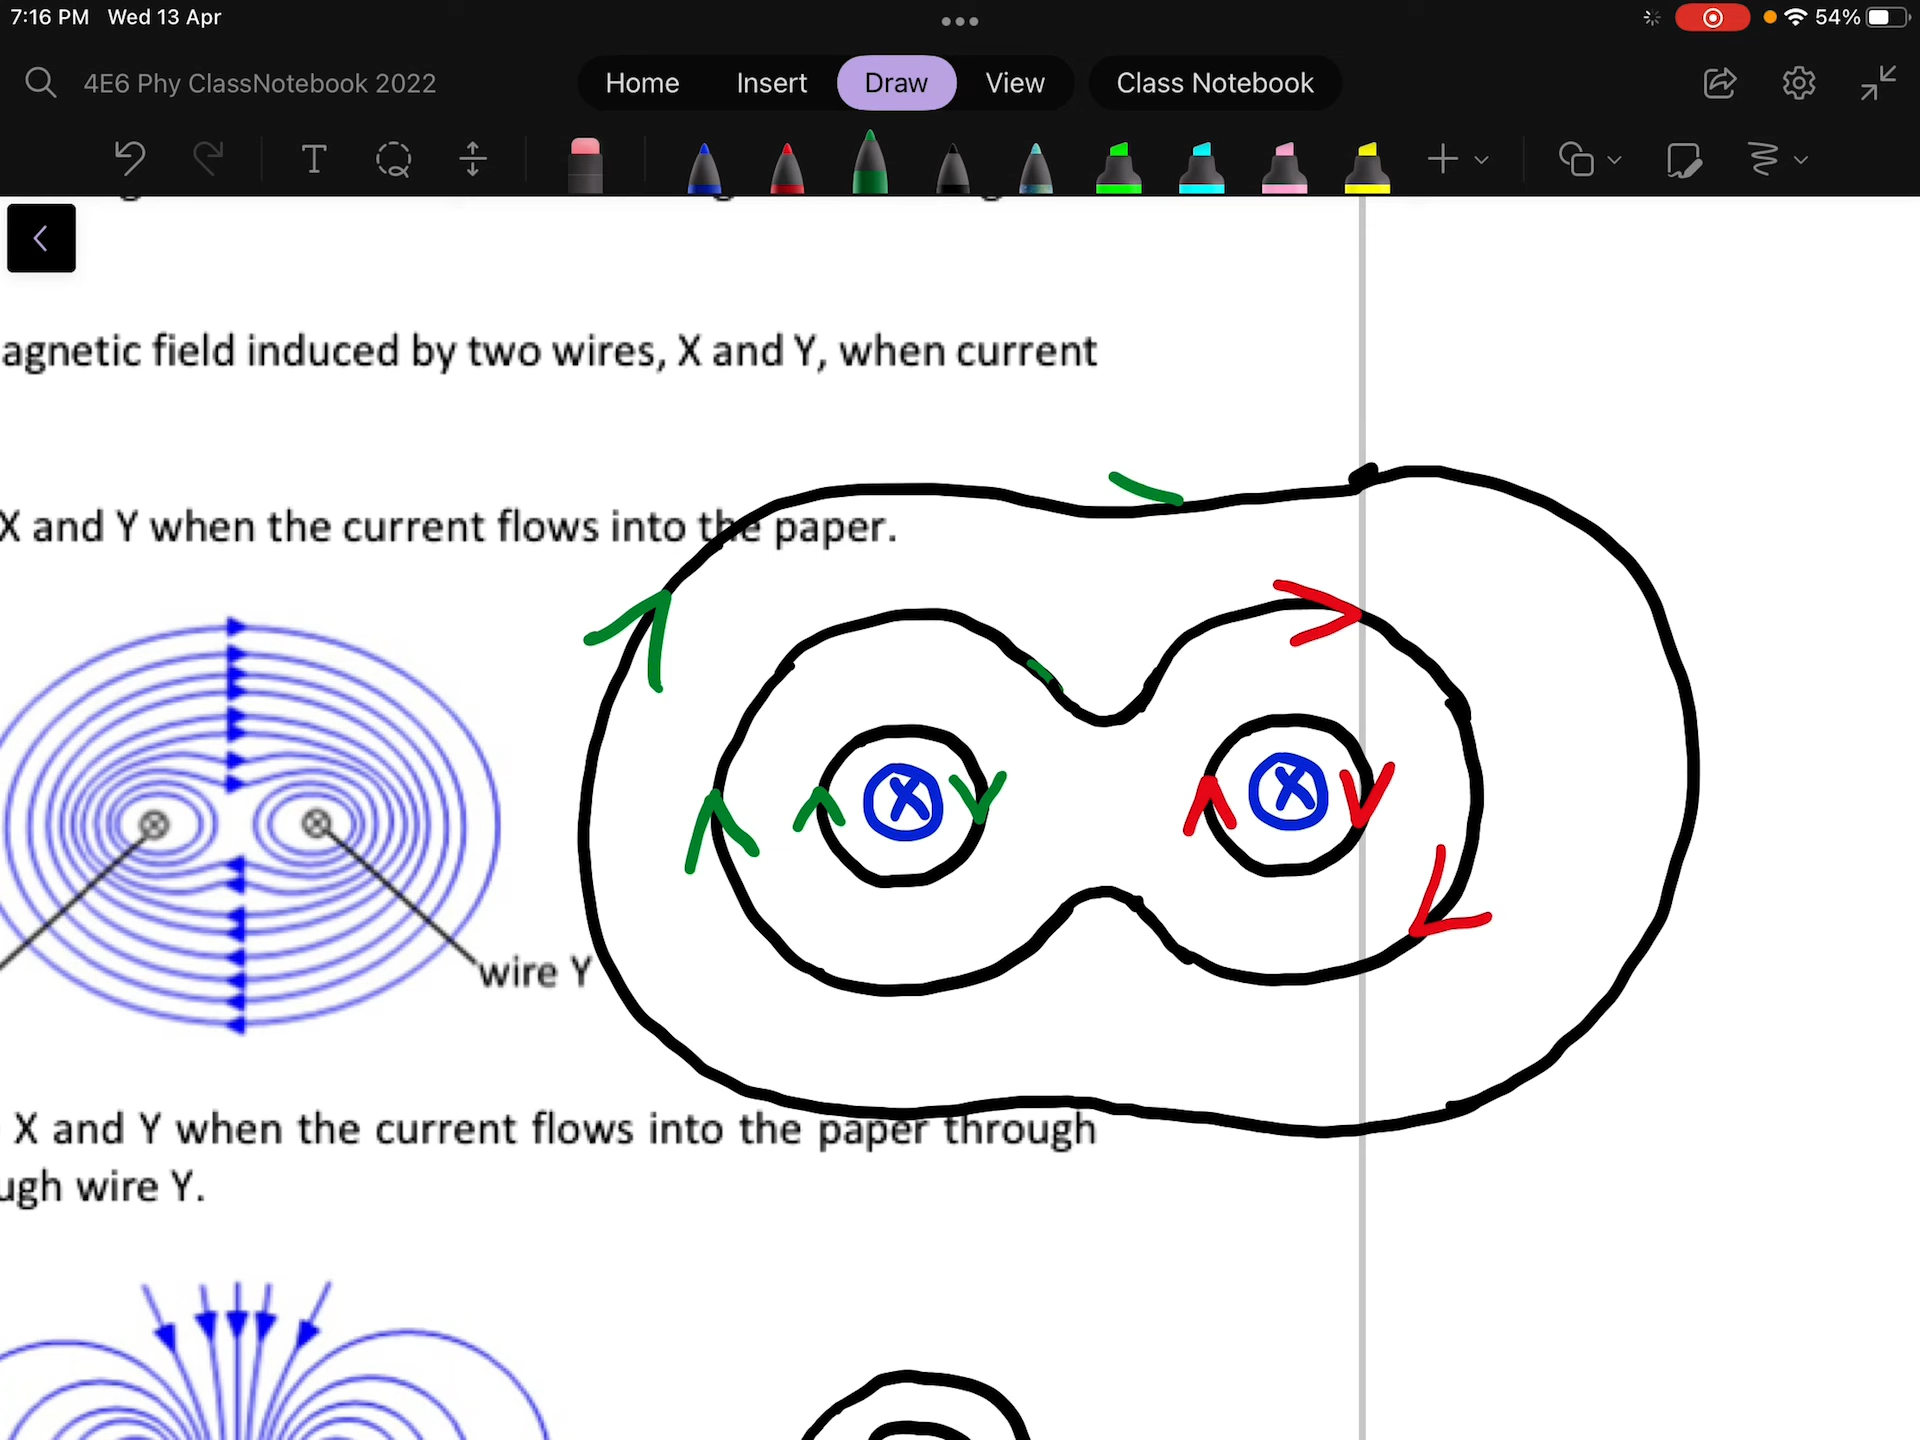 7:16 PM Wed 13 Apr
54%
4E6 Phy ClassNotebook 2022
Home Insert Draw View Class Notebook
T
agnetic field induced by two wires, X and Y, when current
X and Y when the current flows into the paper.
X X
wire Y
X and Y when the current flows into the paper through
ugh wire Y.